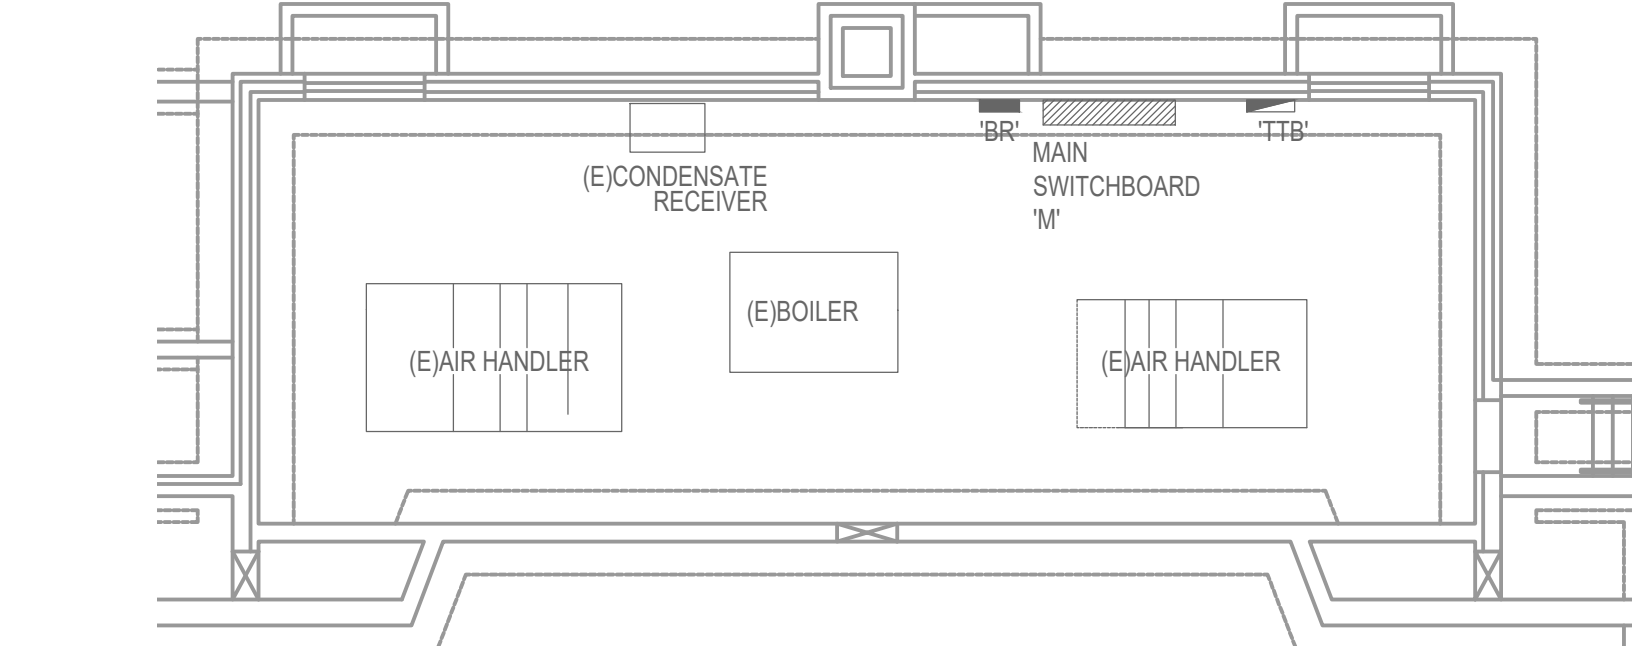 'BR'
'TTB'
MAIN
SWITCHBOARD
'M'
(E)CONDENSATE
RECEIVER
(E)BOILER
(E)AIR HANDLER
(E)AIR HANDLER